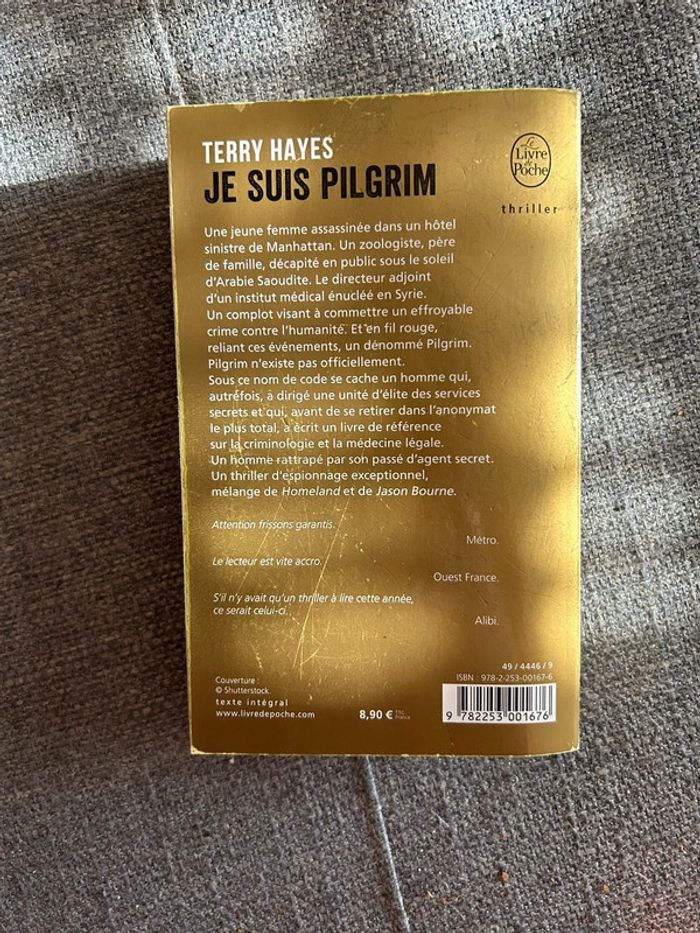 TERRY HAYES
JE SUIS PILGRIM
Le
Livre
de
Poche
thriller
Une jeune femme assassinée dans un hôtel
sinistre de Manhattan. Un zoologiste, père
de famille, décapité en public sous le soleil
d'Arabie Saoudite. Le directeur adjoint
d'un institut médical énucléé en Syrie.
Un complot visant à commettre un effroyable
crime contre l'humanité. Et en fil rouge,
reliant ces événements, un dénommé Pilgrim.
Pilgrim n'existe pas officiellement.
Sous ce nom de code se cache un homme qui,
autrefois, a dirigé une unité d'élite des services
secrets et qui, avant de se retirer dans l'anonymat
le plus total, a écrit un livre de référence
sur la criminologie et la médecine légale.
Un homme rattrapé par son passé d'agent secret.
Un thriller d'espionnage exceptionnel,
mélange de Homeland et de Jason Bourne.
Attention frissons garantis.
Métro.
Le lecteur est vite accro.
Ouest France.
S'il n'y avait qu'un thriller à lire cette année,
ce serait celui-ci.
Alibi.
49 / 4446 / 9
ISBN : 978-2-253-00167-6
Couverture :
© Shutterstock.
texte intégral
www.livredepoche.com
8,90 € TTC
France
9 782253 001676